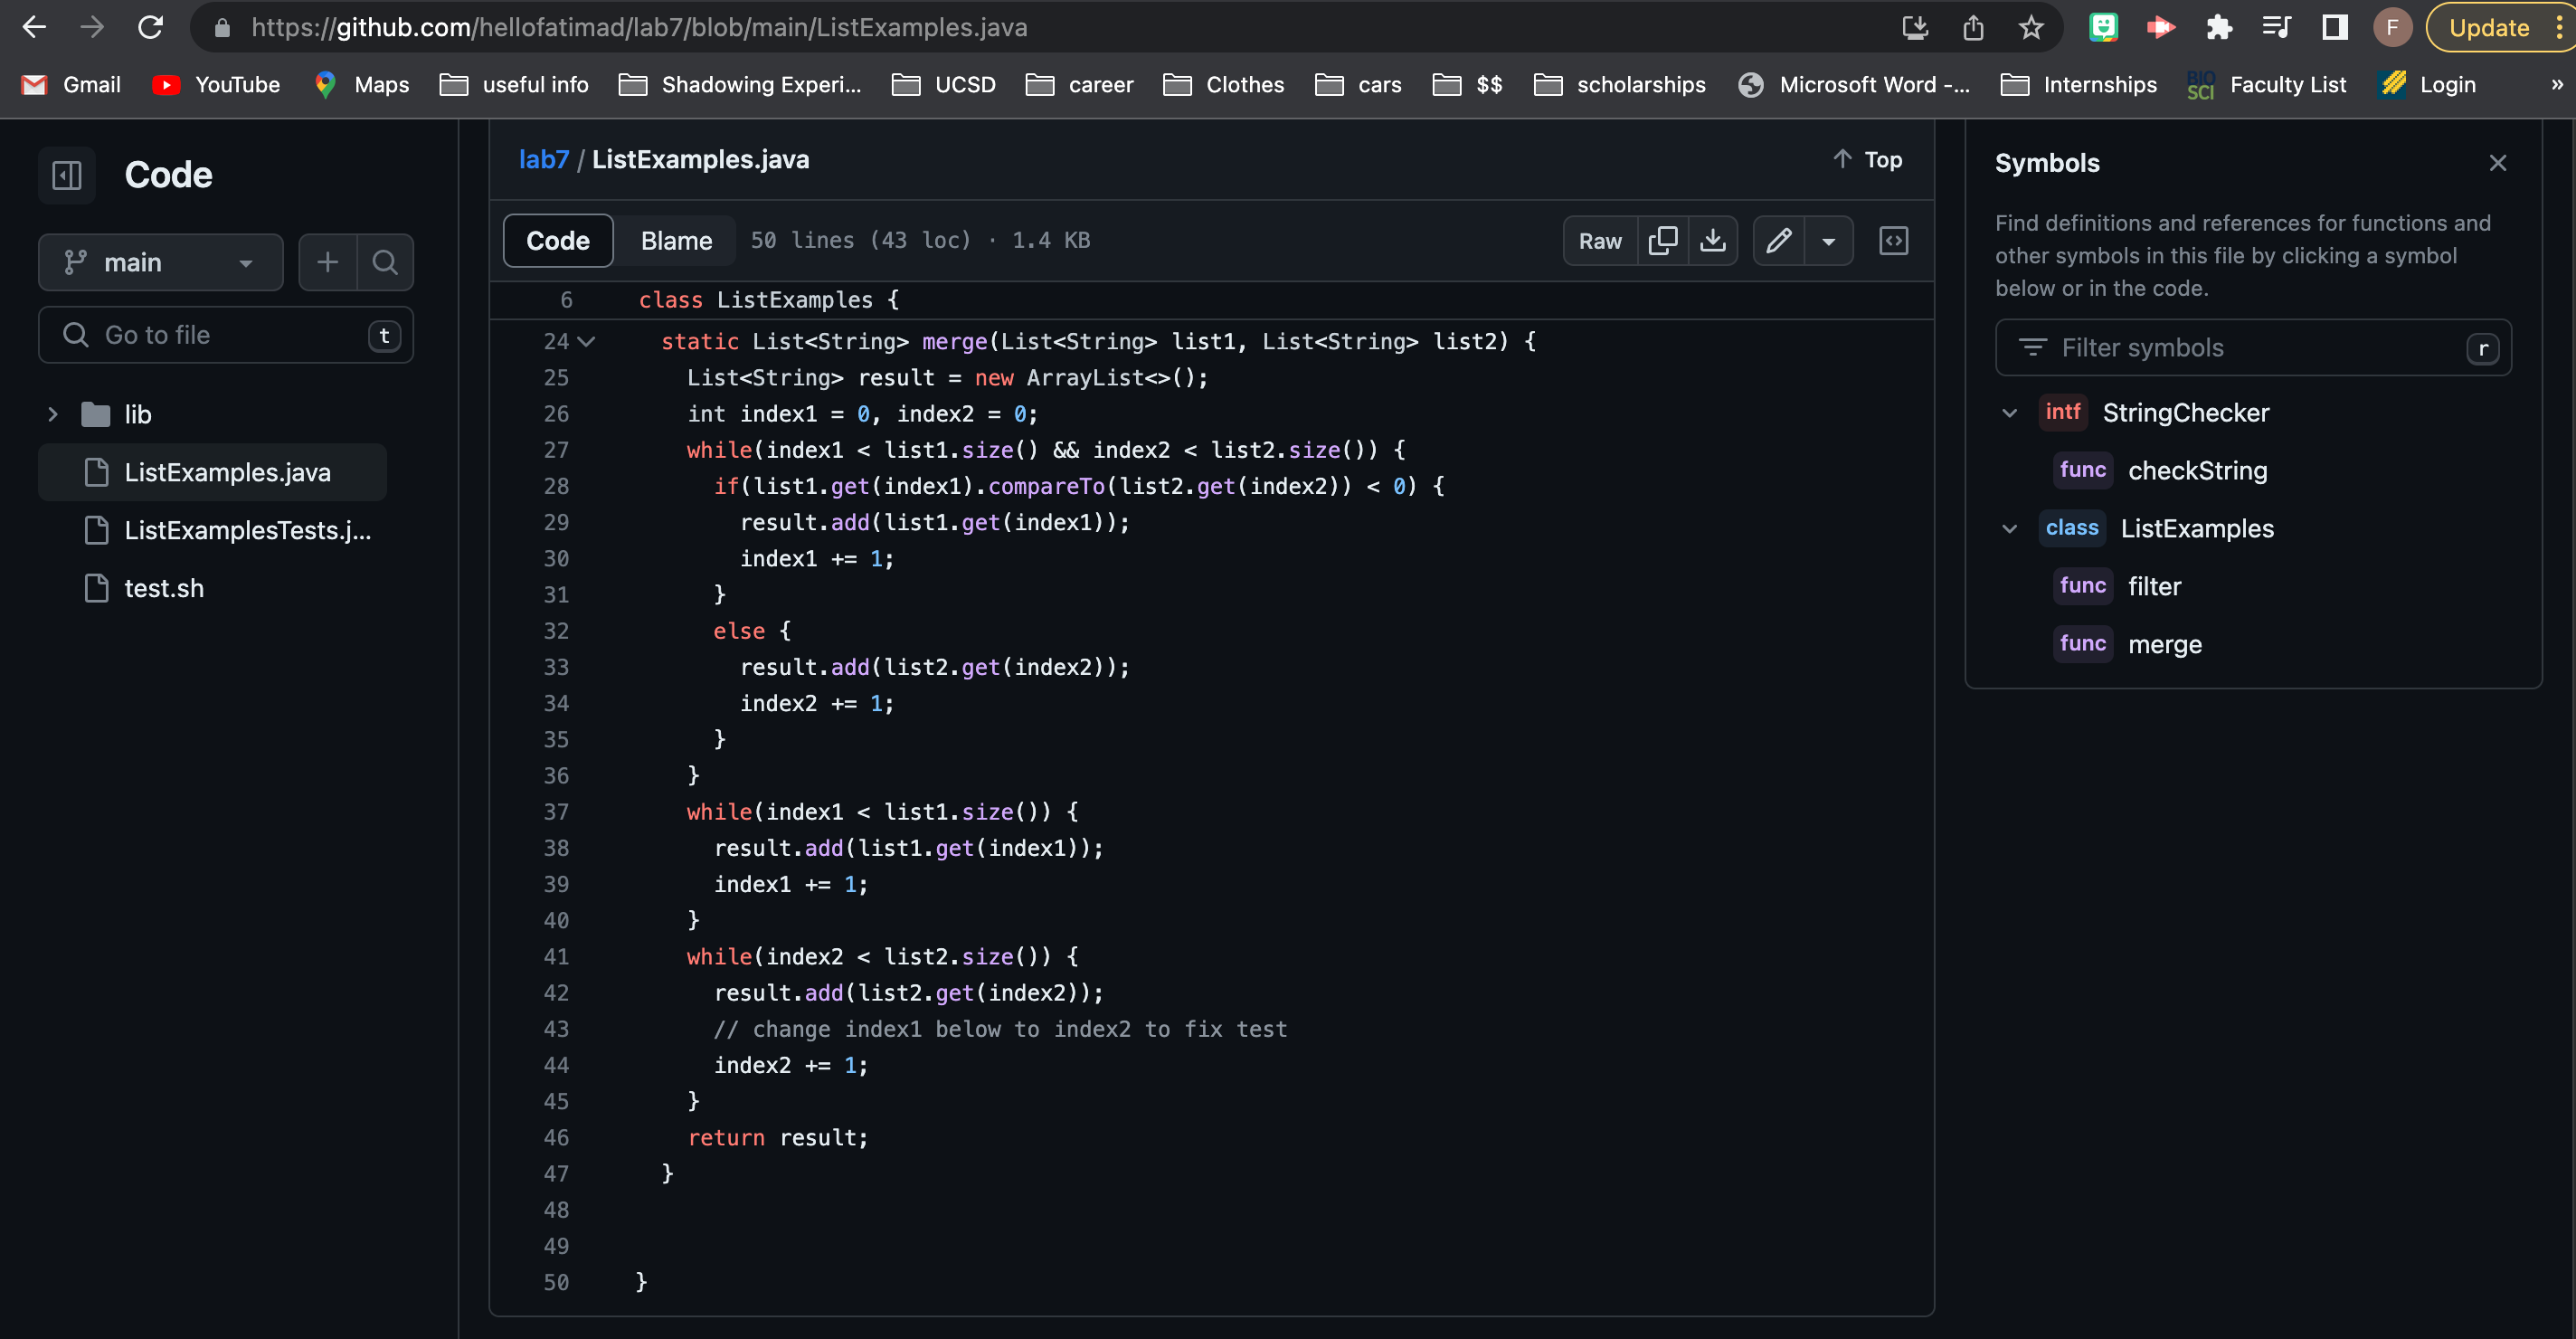 https://github.com/hellofatimad/lab7/blob/main/ListExamples.java
F
Update
Gmail
YouTube
Maps
useful info
Shadowing Experi...
UCSD
career
Clothes
cars
$$
scholarships
Microsoft Word -...
Internships
BIO SCI
Faculty List
Login
»
Code
main
Go to file
t
lib
ListExamples.java
ListExamplesTests.j...
test.sh
lab7 / ListExamples.java
Top
Code
Blame
50 lines (43 loc) · 1.4 KB
Raw
6 class ListExamples {
24 static List<String> merge(List<String> list1, List<String> list2) {
25 List<String> result = new ArrayList<>();
26 int index1 = 0, index2 = 0;
27 while(index1 < list1.size() && index2 < list2.size()) {
28 if(list1.get(index1).compareTo(list2.get(index2)) < 0) {
29 result.add(list1.get(index1));
30 index1 += 1;
31 }
32 else {
33 result.add(list2.get(index2));
34 index2 += 1;
35 }
36 }
37 while(index1 < list1.size()) {
38 result.add(list1.get(index1));
39 index1 += 1;
40 }
41 while(index2 < list2.size()) {
42 result.add(list2.get(index2));
43 // change index1 below to index2 to fix test
44 index2 += 1;
45 }
46 return result;
47 }
48
49
50 }
Symbols
Find definitions and references for functions and
other symbols in this file by clicking a symbol
below or in the code.
Filter symbols
r
intf StringChecker
func checkString
class ListExamples
func filter
func merge